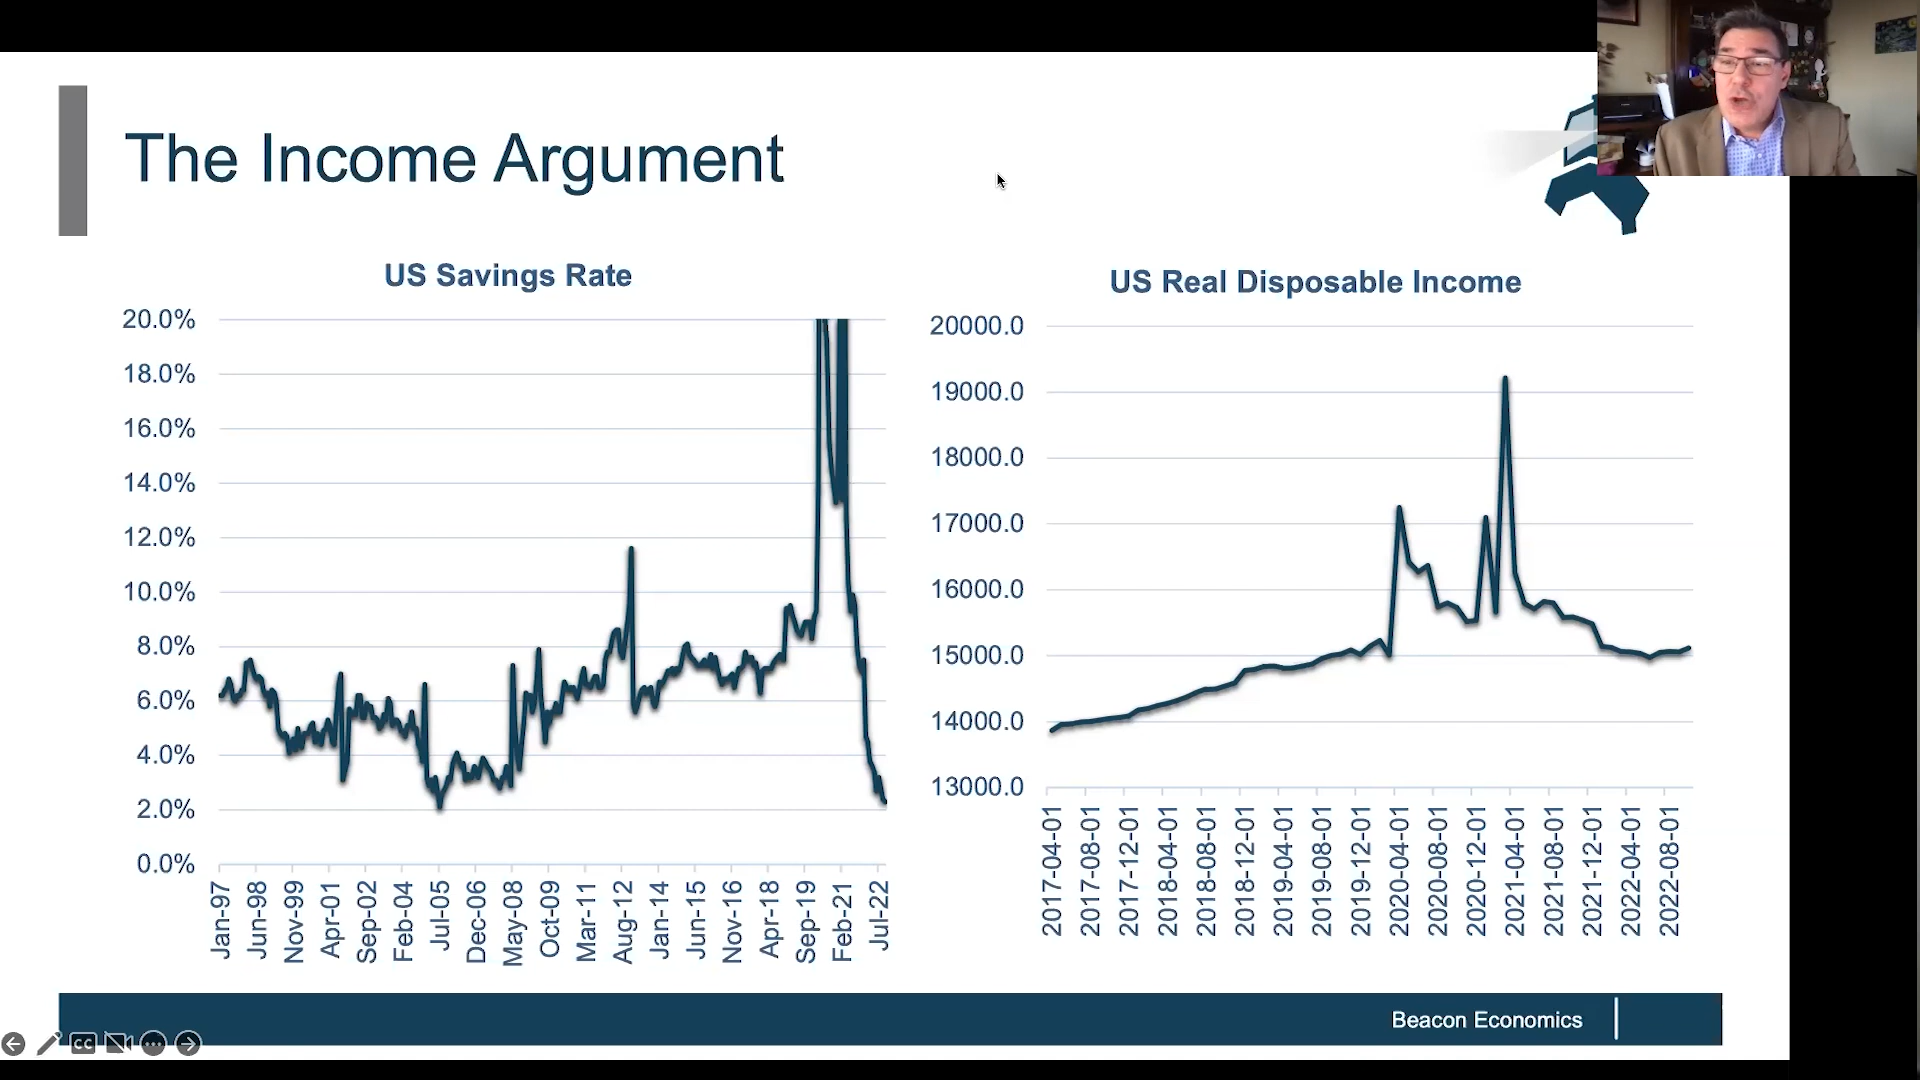 The Income Argument
US Savings Rate
20.0%
18.0%
16.0%
14.0%
12.0%
10.0%
8.0%
6.0%
4.0%
2.0%
0.0%
Jan-97
Jun-98
Nov-99
Apr-01
Sep-02
Feb-04
Jul-05
Dec-06
May-08
Oct-09
Mar-11
Aug-12
Jan-14
Jun-15
Nov-16
Apr-18
Sep-19
Feb-21
Jul-22
US Real Disposable Income
20000.0
19000.0
18000.0
17000.0
16000.0
15000.0
14000.0
13000.0
2017-04-01
2017-08-01
2017-12-01
2018-04-01
2018-08-01
2018-12-01
2019-04-01
2019-08-01
2019-12-01
2020-04-01
2020-08-01
2020-12-01
2021-04-01
2021-08-01
2021-12-01
2022-04-01
2022-08-01
Beacon Economics
CC